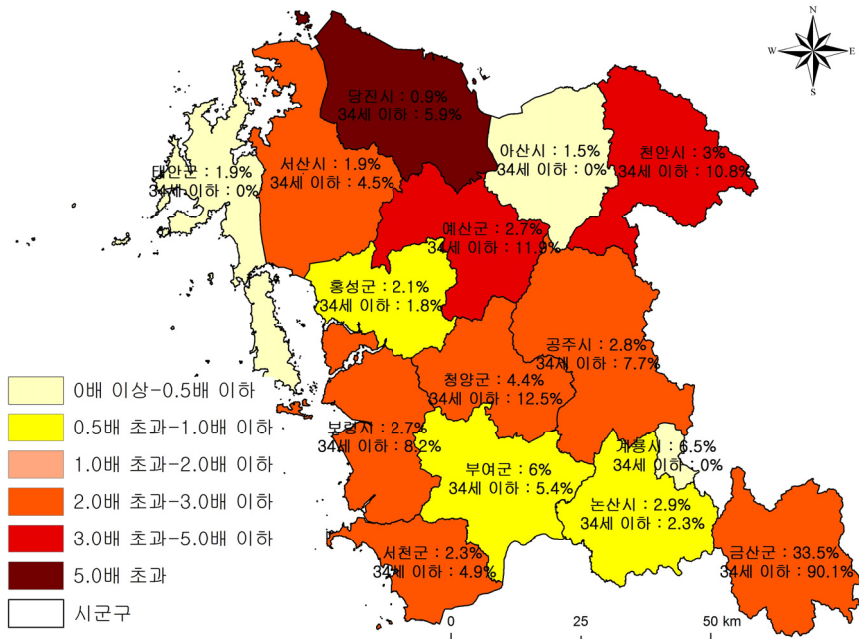 N
W
E
S
당진시 : 0.9%
34세 이하 : 5.9%
아산시 : 1.5%
34세 이하 : 0%
천안시 : 3%
34세 이하 : 10.8%
태안군 : 1.9%
34세 이하 : 0%
서산시 : 1.9%
34세 이하 : 4.5%
예산군 : 2.7%
34세 이하 : 11.9%
홍성군 : 2.1%
34세 이하 : 1.8%
공주시 : 2.8%
34세 이하 : 7.7%
청양군 : 4.4%
34세 이하 : 12.5%
보령시 : 2.7%
34세 이하 : 8.2%
계룡시 : 6.5%
34세 이하 : 0%
부여군 : 6%
34세 이하 : 5.4%
논산시 : 2.9%
34세 이하 : 2.3%
서천군 : 2.3%
34세 이하 : 4.9%
금산군 : 33.5%
34세 이하 : 90.1%
0배 이상-0.5배 이하
0.5배 초과-1.0배 이하
1.0배 초과-2.0배 이하
2.0배 초과-3.0배 이하
3.0배 초과-5.0배 이하
5.0배 초과
시군구
0 25 50 km